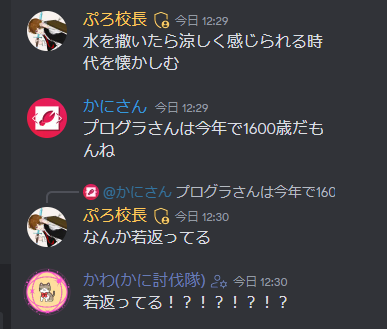 ぷろ校長 今日 12:29
水を撒いたら涼しく感じられる時
代を懐かしむ
かにさん 今日 12:29
プログラさんは今年で1600歳だも
んね
@かにさん プログラさんは今年で160
ぷろ校長 今日 12:30
なんか若返ってる
かわ(かに討伐隊) 今日 12:30
若返ってる！？！？！？！？